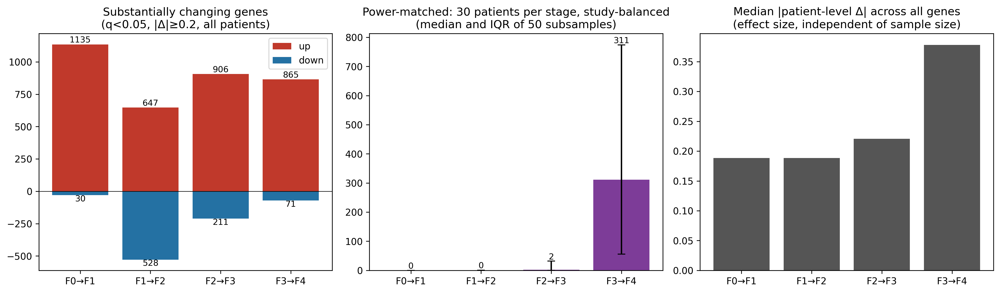 Substantially changing genes
(q<0.05, |Δ|≥0.2, all patients)
1135
up
down
906
865
647
30
71
211
528
1000
750
500
250
0
−250
−500
F0→F1
F1→F2
F2→F3
F3→F4
Power-matched: 30 patients per stage, study-balanced
(median and IQR of 50 subsamples)
800
700
600
500
400
300
200
100
0
0
0
2
311
F0→F1
F1→F2
F2→F3
F3→F4
Median |patient-level Δ| across all genes
(effect size, independent of sample size)
0.35
0.30
0.25
0.20
0.15
0.10
0.05
0.00
F0→F1
F1→F2
F2→F3
F3→F4